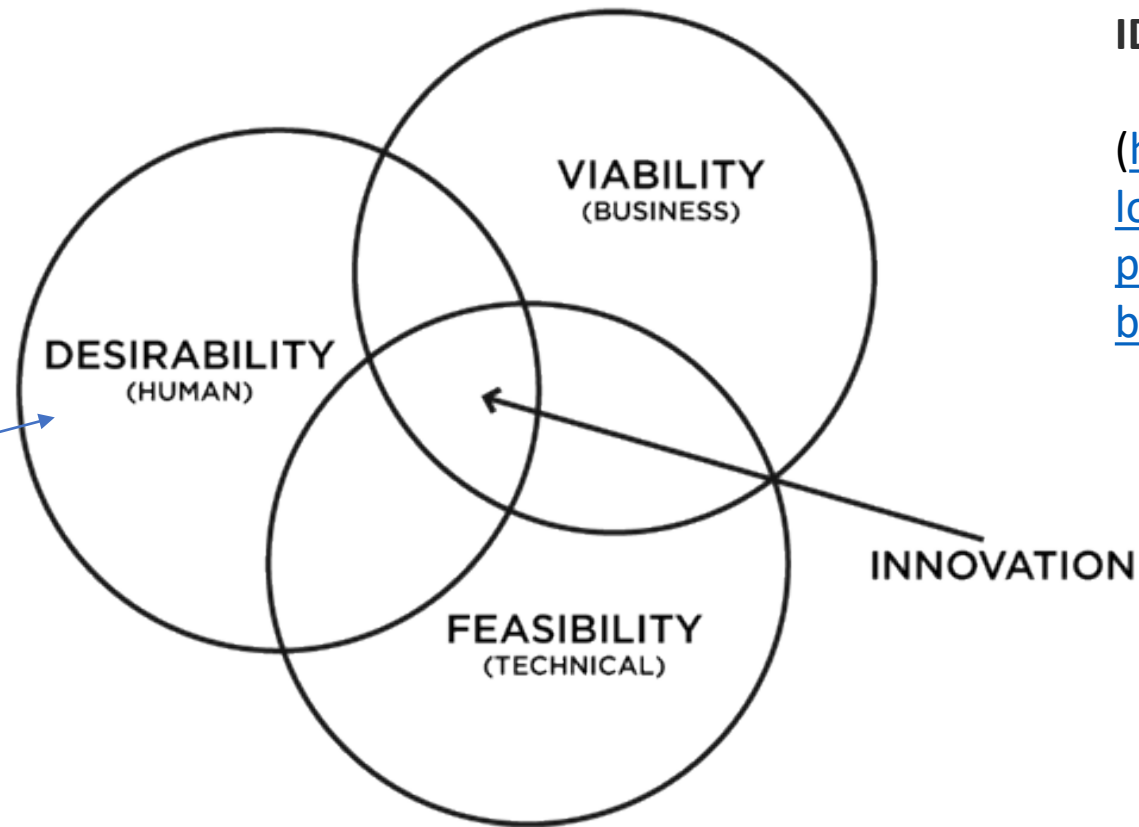 VIABILITY
(BUSINESS)
DESIRABILITY
(HUMAN)
INNOVATION
FEASIBILITY
(TECHNICAL)